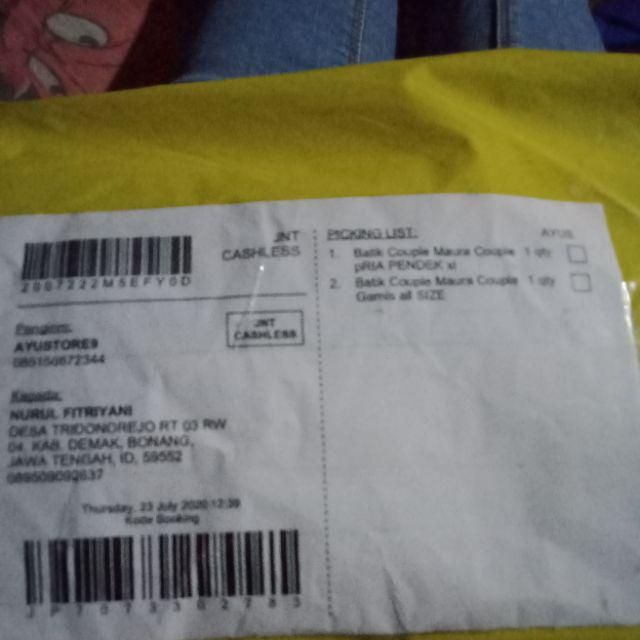 2007222M5EFY0D
JNT
CASHLESS
Pengirim:
AYUSTORE9
JNT
CASHLESS
Kepada:
NURUL FITRIYANI
DESA TRIDONOREJO RT 03 RW
04, KAB. DEMAK, BONANG,
JAWA TENGAH, ID, 59552
Thursday, 23 July 2020 12:39
Kode Booking
PICKING LIST:
1. Batik Couple Maura Couple 1 qty
pRIA PENDEK xl
2. Batik Couple Maura Couple 1 qty
Gamis all SIZE